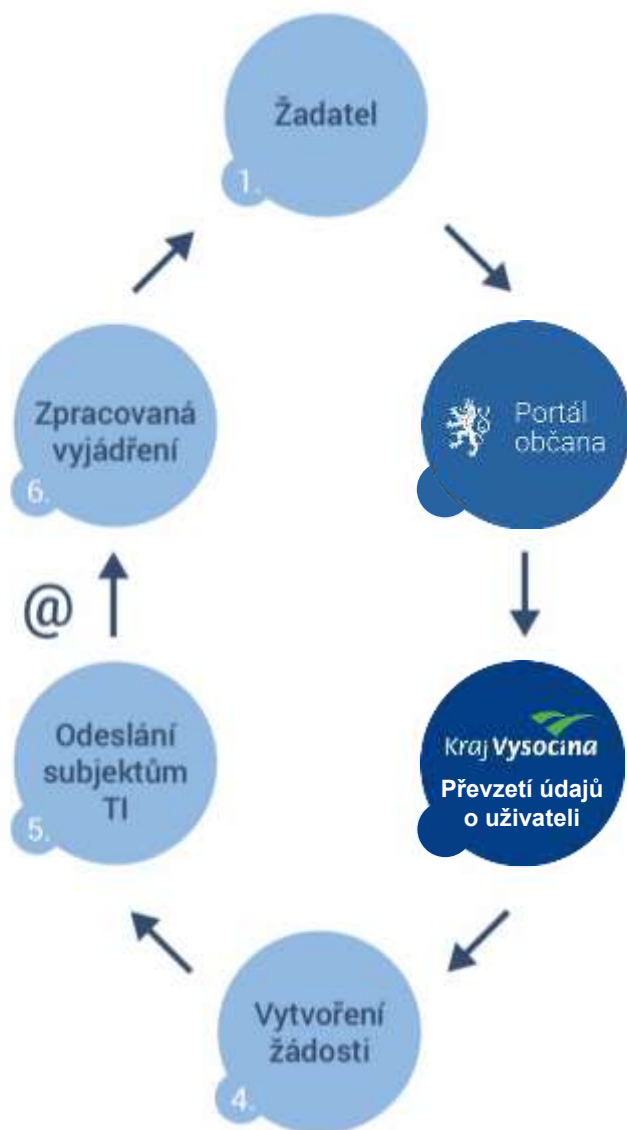 Žadatel
1.
Portál
občana
Kraj Vysočina
Převzetí údajů
o uživateli
Vytvoření
žádosti
4.
Odeslání
subjektům
TI
5.
@
Zpracovaná
vyjádření
6.